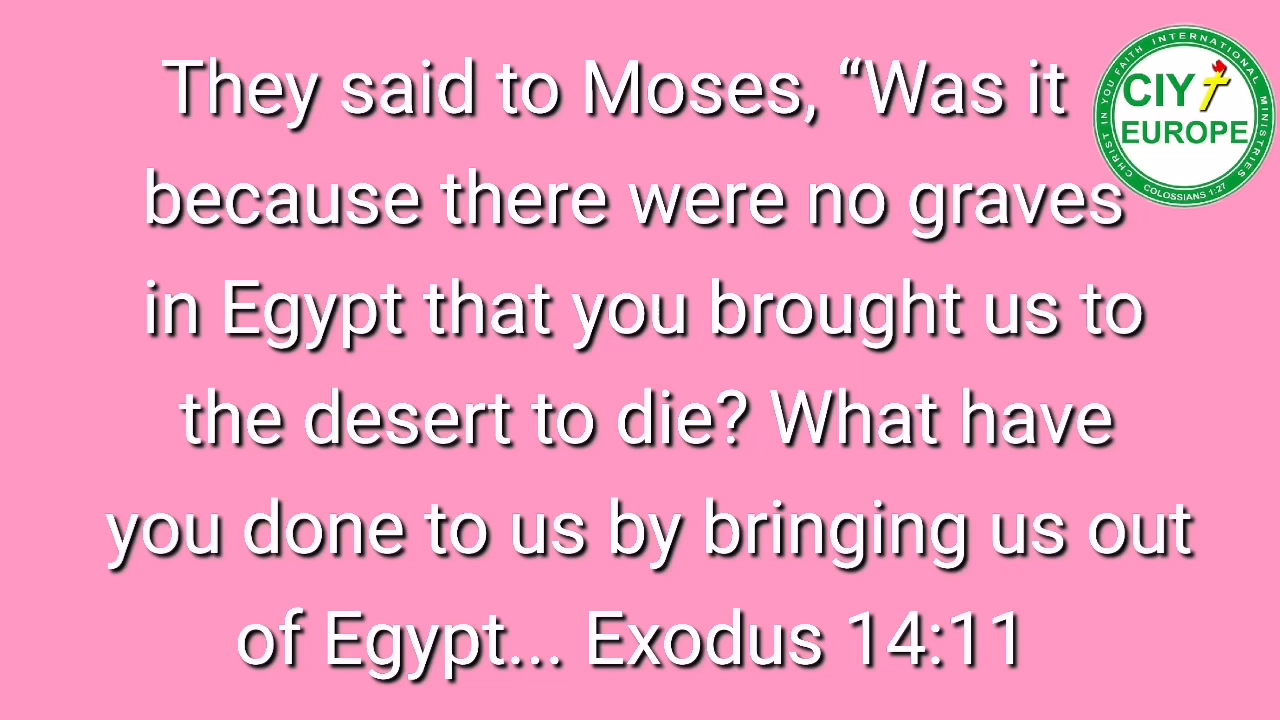 They said to Moses, “Was it
because there were no graves
in Egypt that you brought us to
the desert to die? What have
you done to us by bringing us out
of Egypt... Exodus 14:11
CHRIST IN YOU FAITH INTERNATIONAL MINISTRIES
CIY
EUROPE
COLOSSIANS 1:27